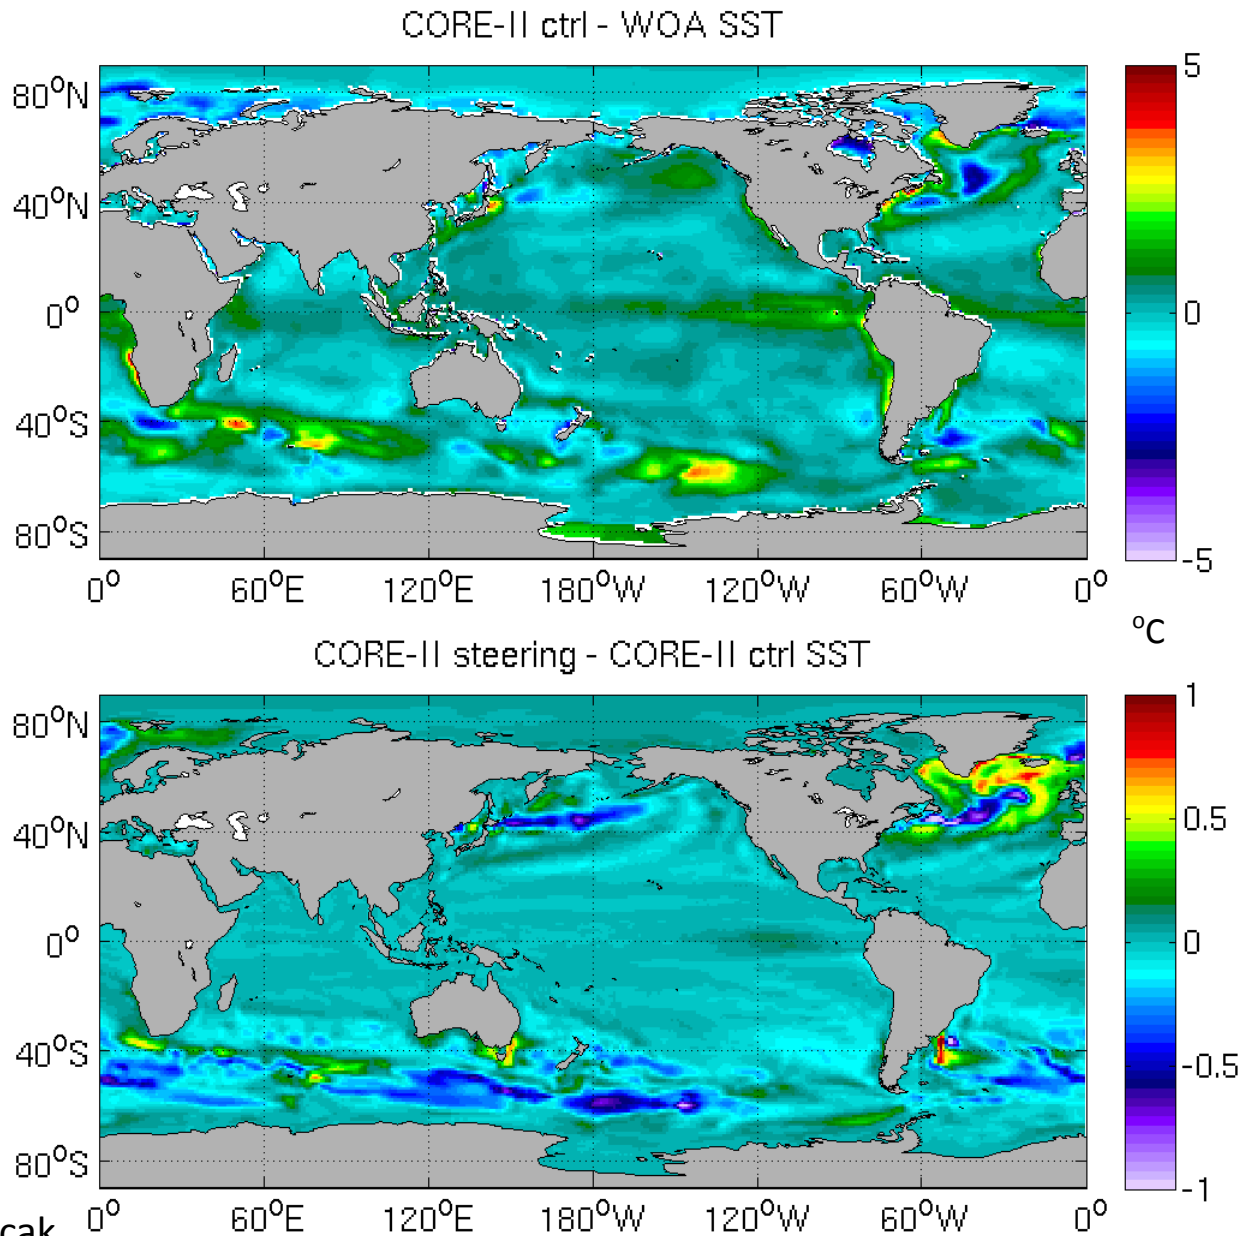 CORE-II ctrl - WOA SST
80°N
40°N
0°
40°S
80°S
0° 60°E 120°E 180°W 120°W 60°W 0°
5
0
-5
°C
CORE-II steering - CORE-II ctrl SST
80°N
40°N
0°
40°S
80°S
0° 60°E 120°E 180°W 120°W 60°W 0°
1
0.5
0
-0.5
-1
cak